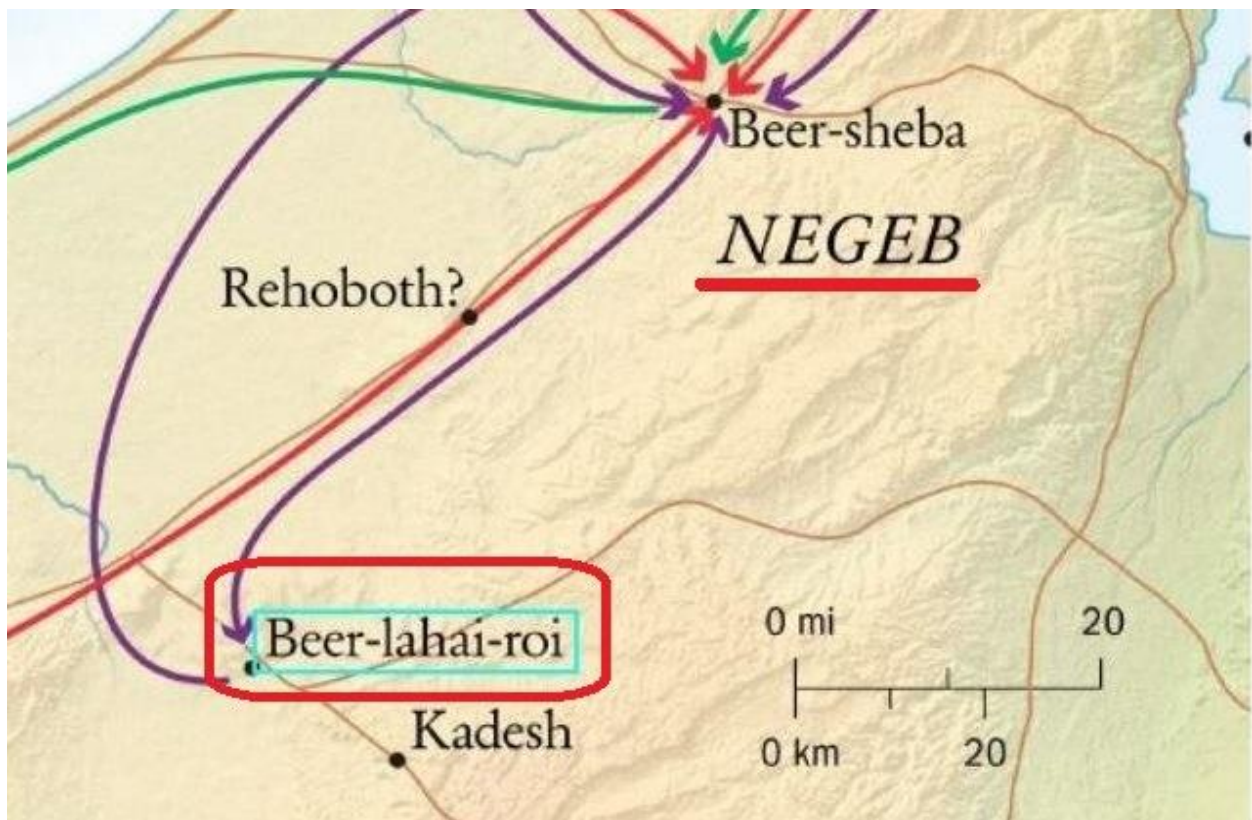 Beer-sheba
NEGEB
Rehoboth?
Beer-lahai-roi
0 mi 20
Kadesh
0 km 20